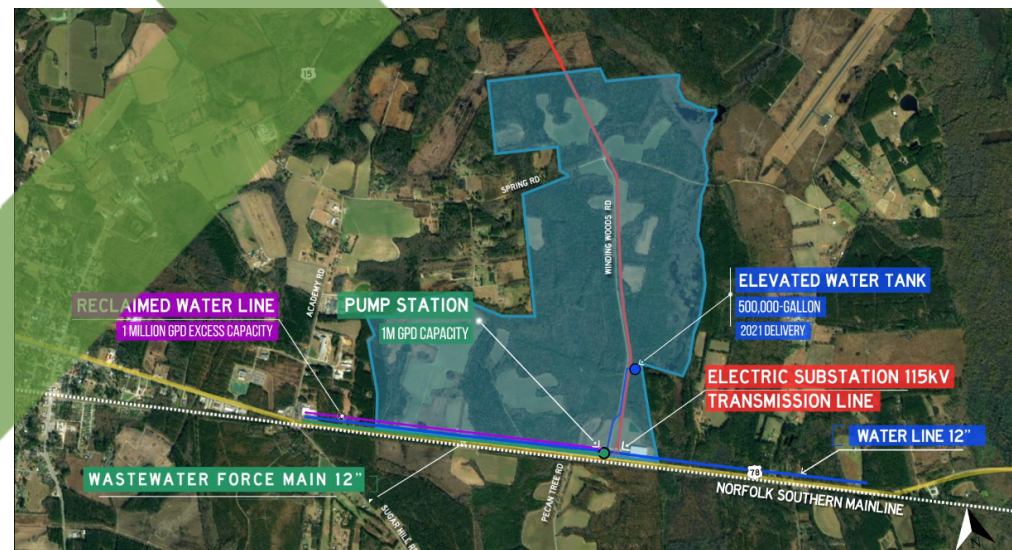 15
SPRING RD
WINDING WOODS RD
ACADEMY RD
ELEVATED WATER TANK
500,000-GALLON
2021 DELIVERY
RECLAIMED WATER LINE
1 MILLION GPD EXCESS CAPACITY
PUMP STATION
1M GPD CAPACITY
ELECTRIC SUBSTATION 115kV
TRANSMISSION LINE
WATER LINE 12"
WASTEWATER FORCE MAIN 12"
78
NORFOLK SOUTHERN MAINLINE
PECAN TREE RD
SUGAR HILL RD
N